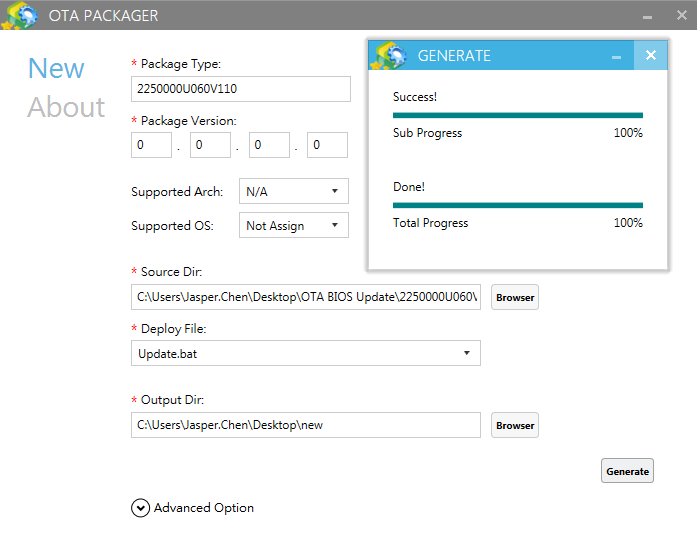 OTA PACKAGER
New
About
* Package Type:
2250000U060V110
* Package Version:
0 . 0 . 0 . 0
Supported Arch: N/A
Supported OS: Not Assign
* Source Dir:
C:\Users\Jasper.Chen\Desktop\OTA BIOS Update\2250000U060V
Browser
* Deploy File:
Update.bat
* Output Dir:
C:\Users\Jasper.Chen\Desktop\new
Browser
Generate
Advanced Option
GENERATE
Success!
Sub Progress 100%
Done!
Total Progress 100%